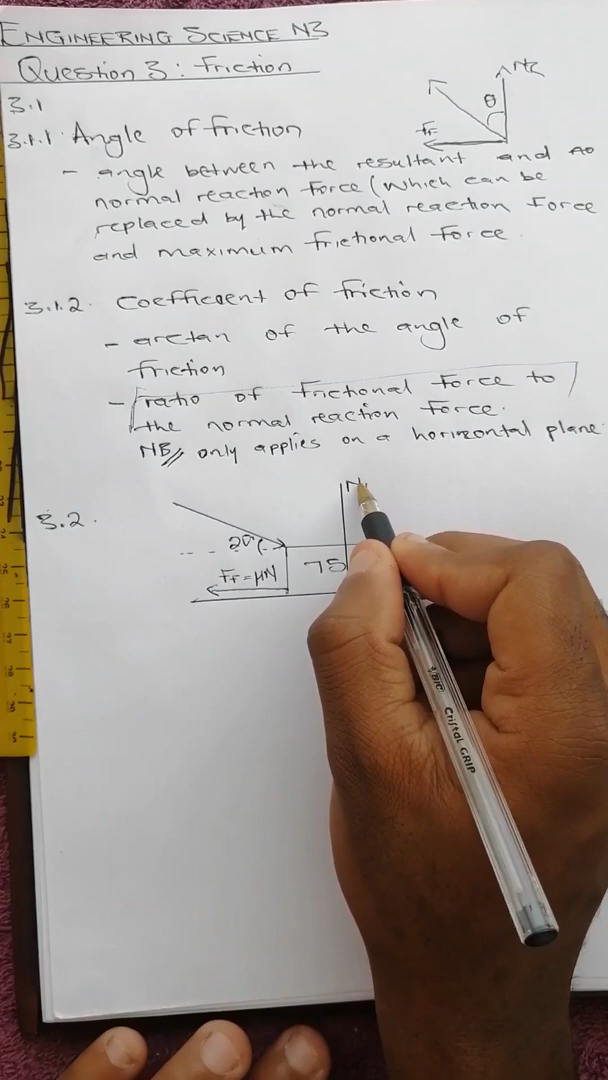 ENGINEERING SCIENCE N3
Question 3: Friction
3.1
NR
θ
Fr
3.1.1 Angle of friction
- angle between the resultant and
normal reaction force (which can be
replaced by the normal reaction force
and maximum frictional force.
3.1.2. Coefficent of friction
- arctan of the angle of
friction
- ratio of frictional force to
the normal reaction force.
NB// only applies on a horizontal plane.
3.2.
N
20°
Fr=μN
75
BIC Cristal GRIP